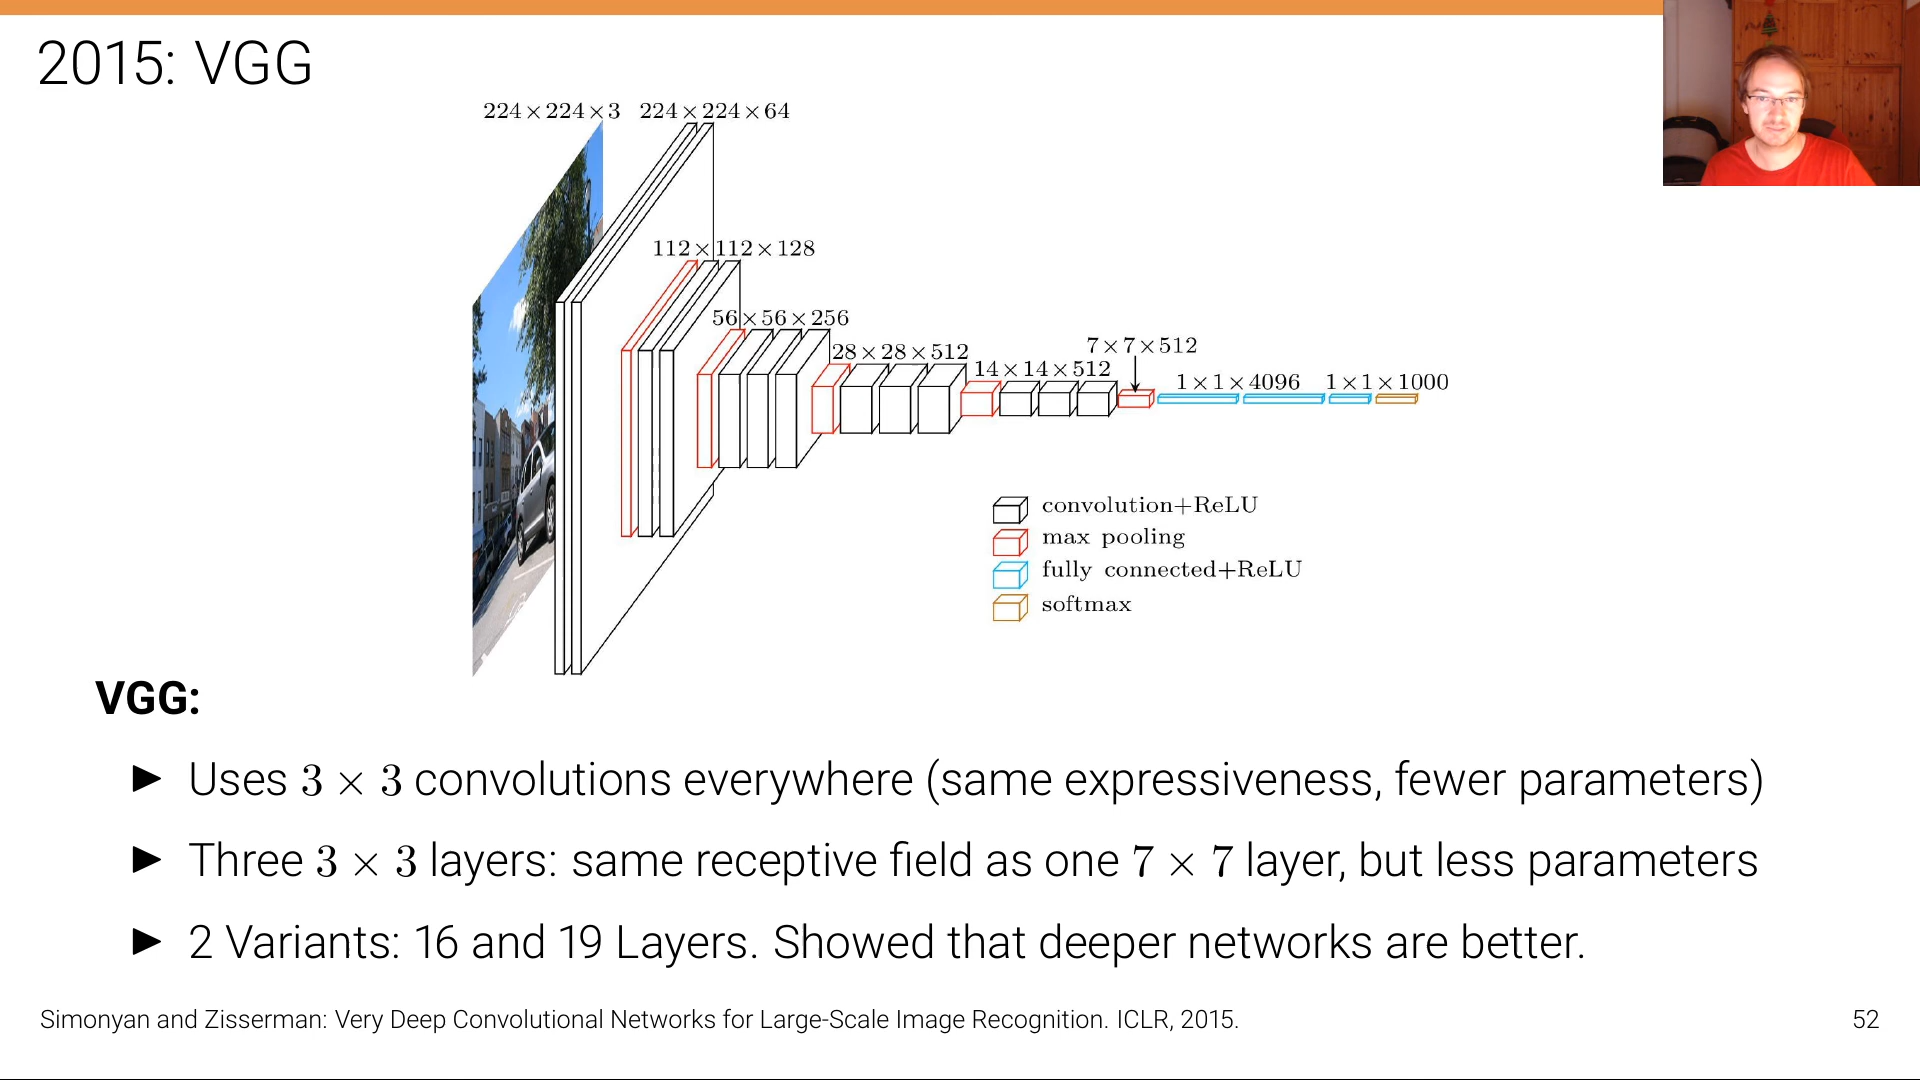 2015: VGG
224×224×3 224×224×64
112×112×128
56×56×256
28×28×512
14×14×512
7×7×512
1×1×4096 1×1×1000
convolution+ReLU
max pooling
fully connected+ReLU
softmax
VGG:
► Uses 3 × 3 convolutions everywhere (same expressiveness, fewer parameters)
► Three 3 × 3 layers: same receptive field as one 7 × 7 layer, but less parameters
► 2 Variants: 16 and 19 Layers. Showed that deeper networks are better.
Simonyan and Zisserman: Very Deep Convolutional Networks for Large-Scale Image Recognition. ICLR, 2015.
52